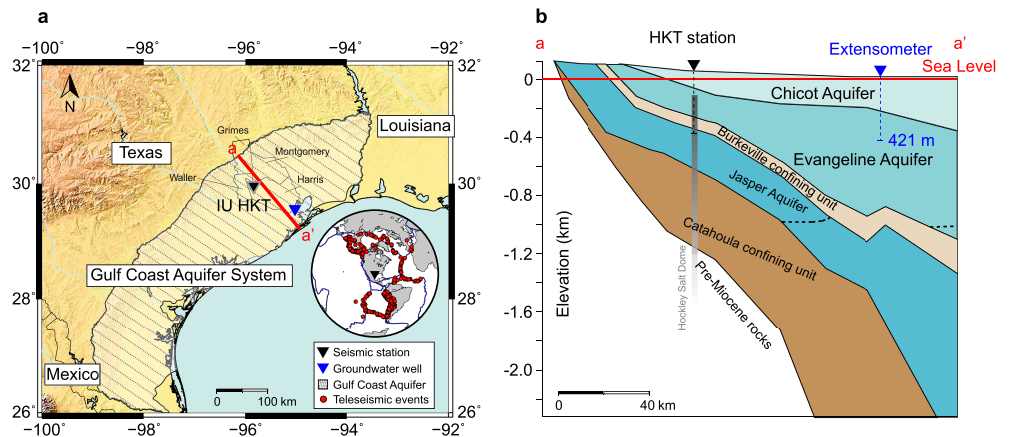 a
−100˚ −98˚ −96˚ −94˚ −92˚
32˚ 32˚
N
Grimes
Louisiana
a
Texas
Montgomery
Waller
Harris
30˚ 30˚
IU HKT
a'
Gulf Coast Aquifer System
28˚ 28˚
Seismic station
Groundwater well
Mexico
Gulf Coast Aquifer
0 100 km
Teleseismic events
26˚ 26˚
−100˚ −98˚ −96˚ −94˚ −92˚
b
a
HKT station
Extensometer
a'
Sea Level
0
Chicot Aquifer
-0.4
421 m
Burkeville confining unit
Evangeline Aquifer
-0.8
Jasper Aquifer
Catahoula confining unit
-1.2
Elevation (km)
Hockley Salt Dome
Pre-Miocene rocks
-1.6
-2.0
0 40 km